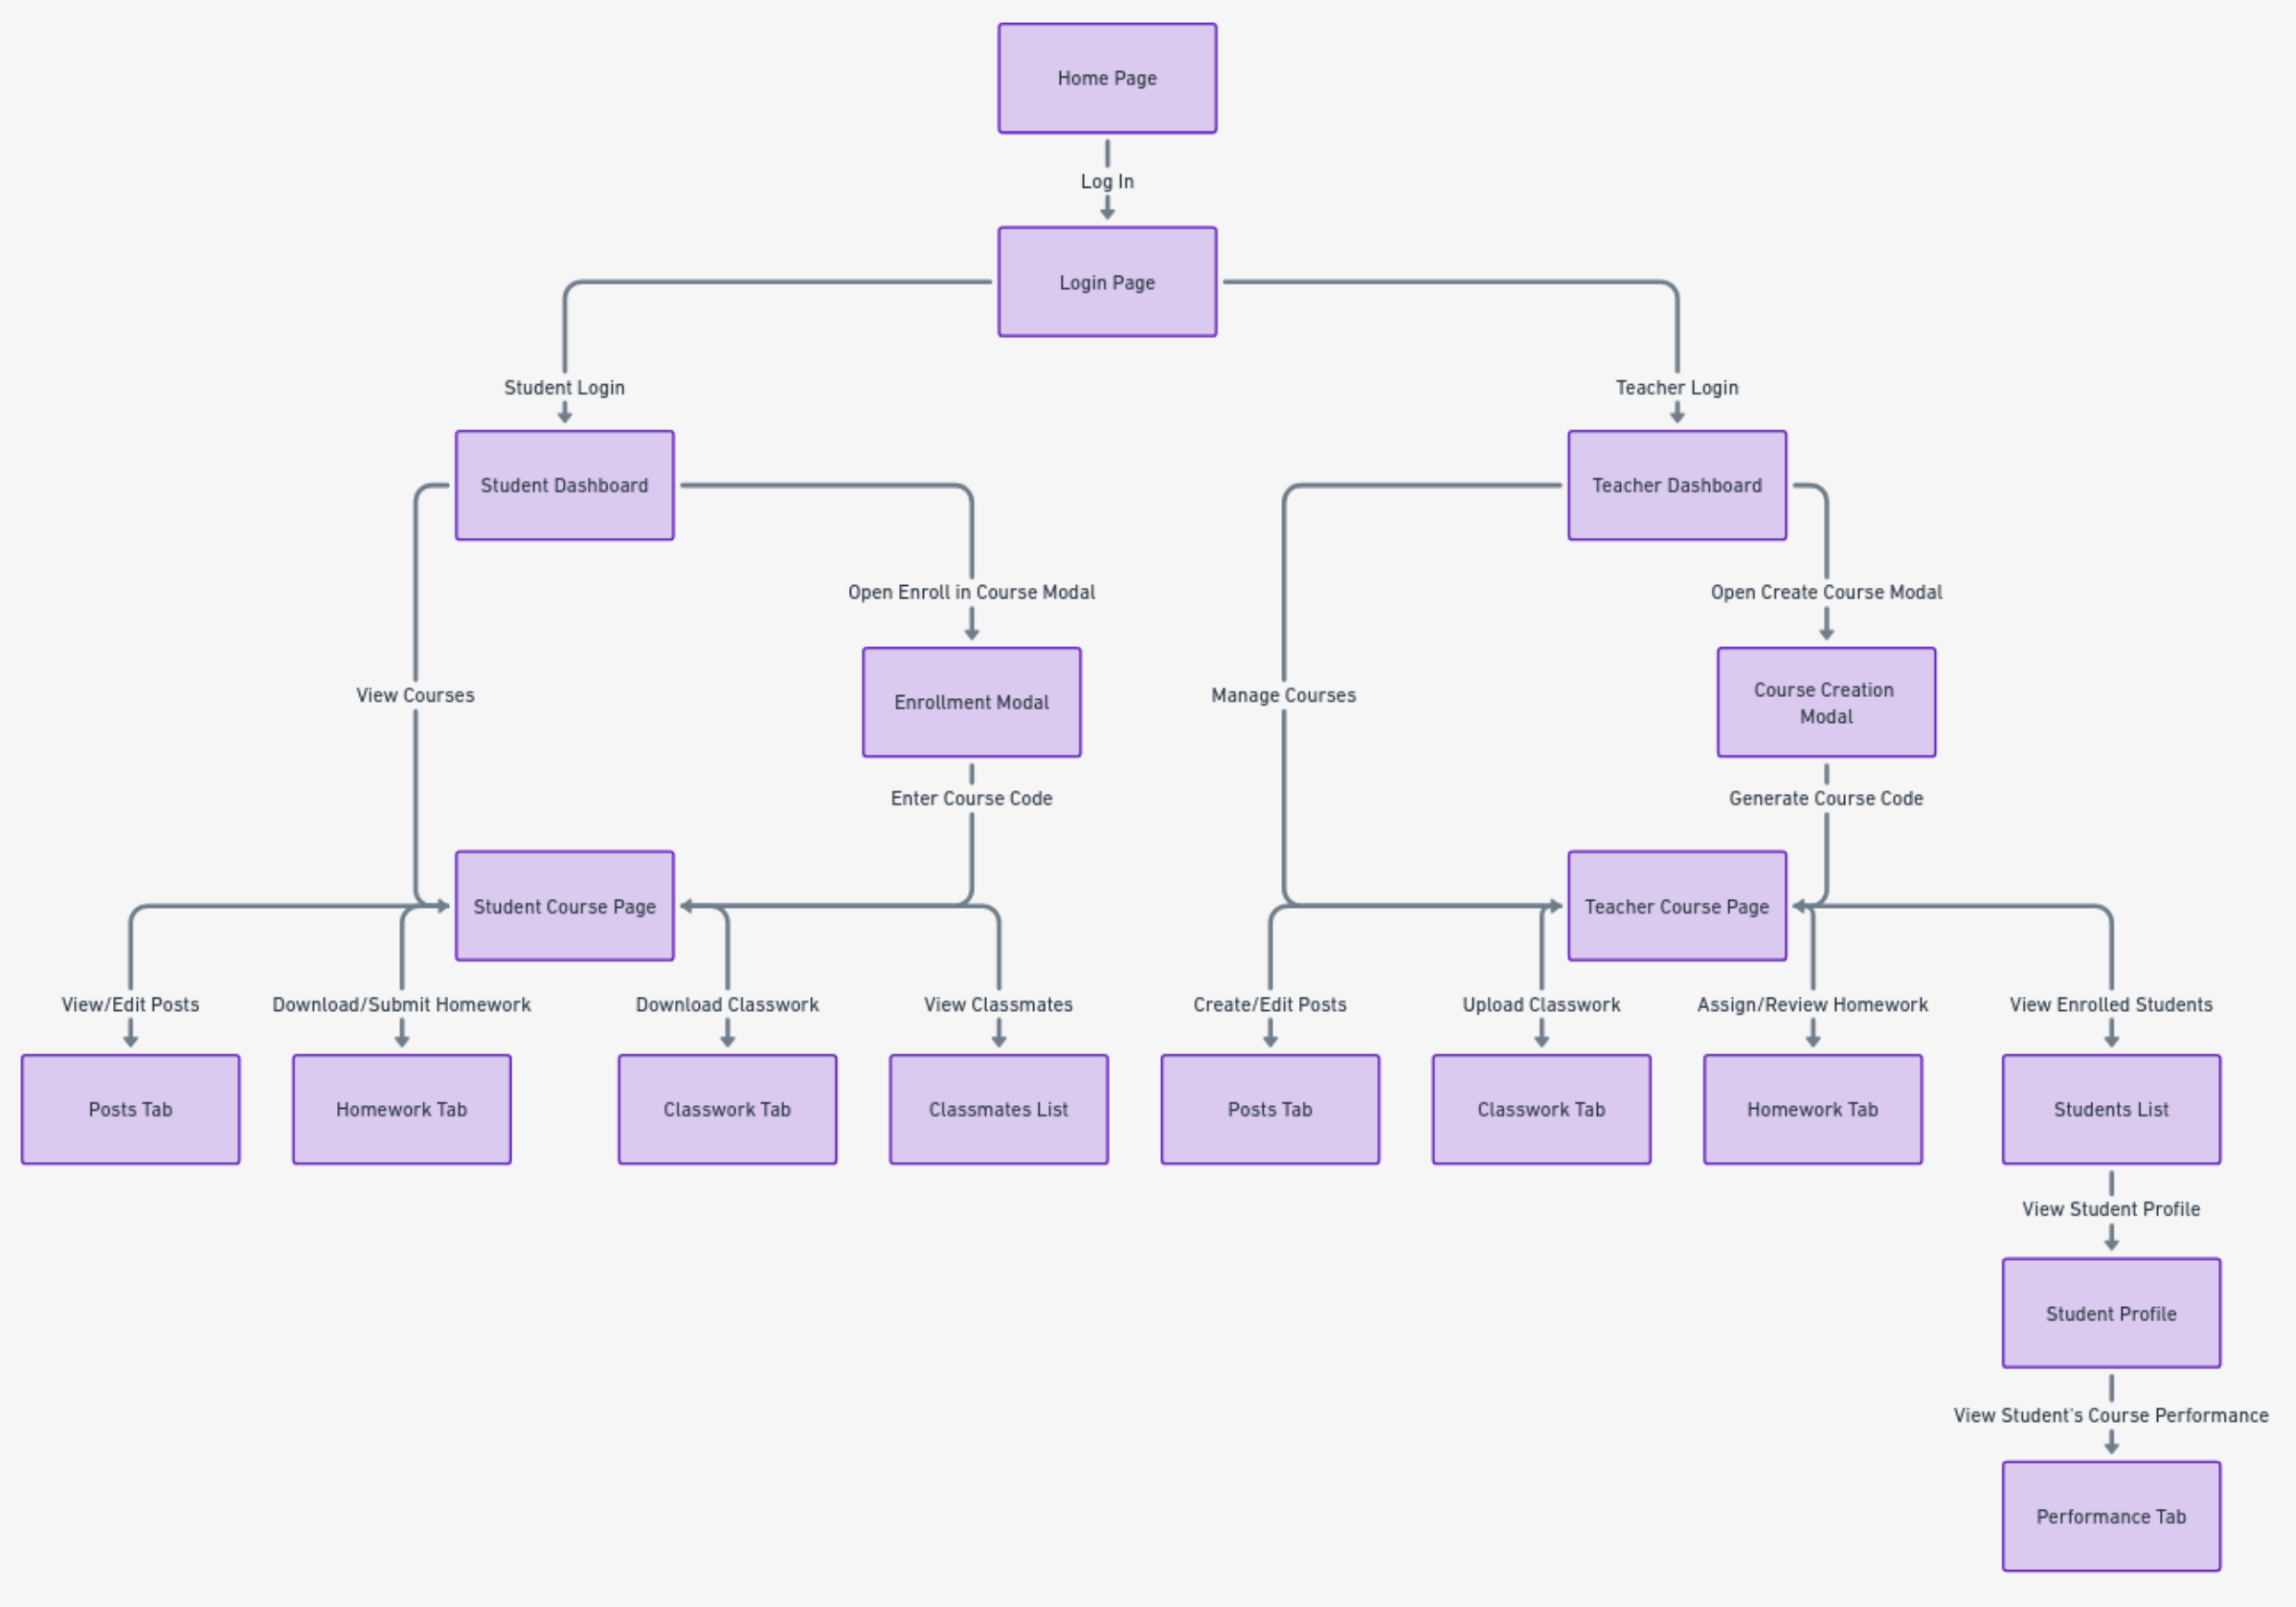 Home Page
Log In
Login Page
Student Login
Teacher Login
Student Dashboard
Teacher Dashboard
Open Enroll in Course Modal
Open Create Course Modal
View Courses
Enrollment Modal
Manage Courses
Course Creation
Modal
Enter Course Code
Generate Course Code
Student Course Page
Teacher Course Page
View/Edit Posts
Download/Submit Homework
Download Classwork
View Classmates
Create/Edit Posts
Upload Classwork
Assign/Review Homework
View Enrolled Students
Posts Tab
Homework Tab
Classwork Tab
Classmates List
Posts Tab
Classwork Tab
Homework Tab
Students List
View Student Profile
Student Profile
View Student's Course Performance
Performance Tab